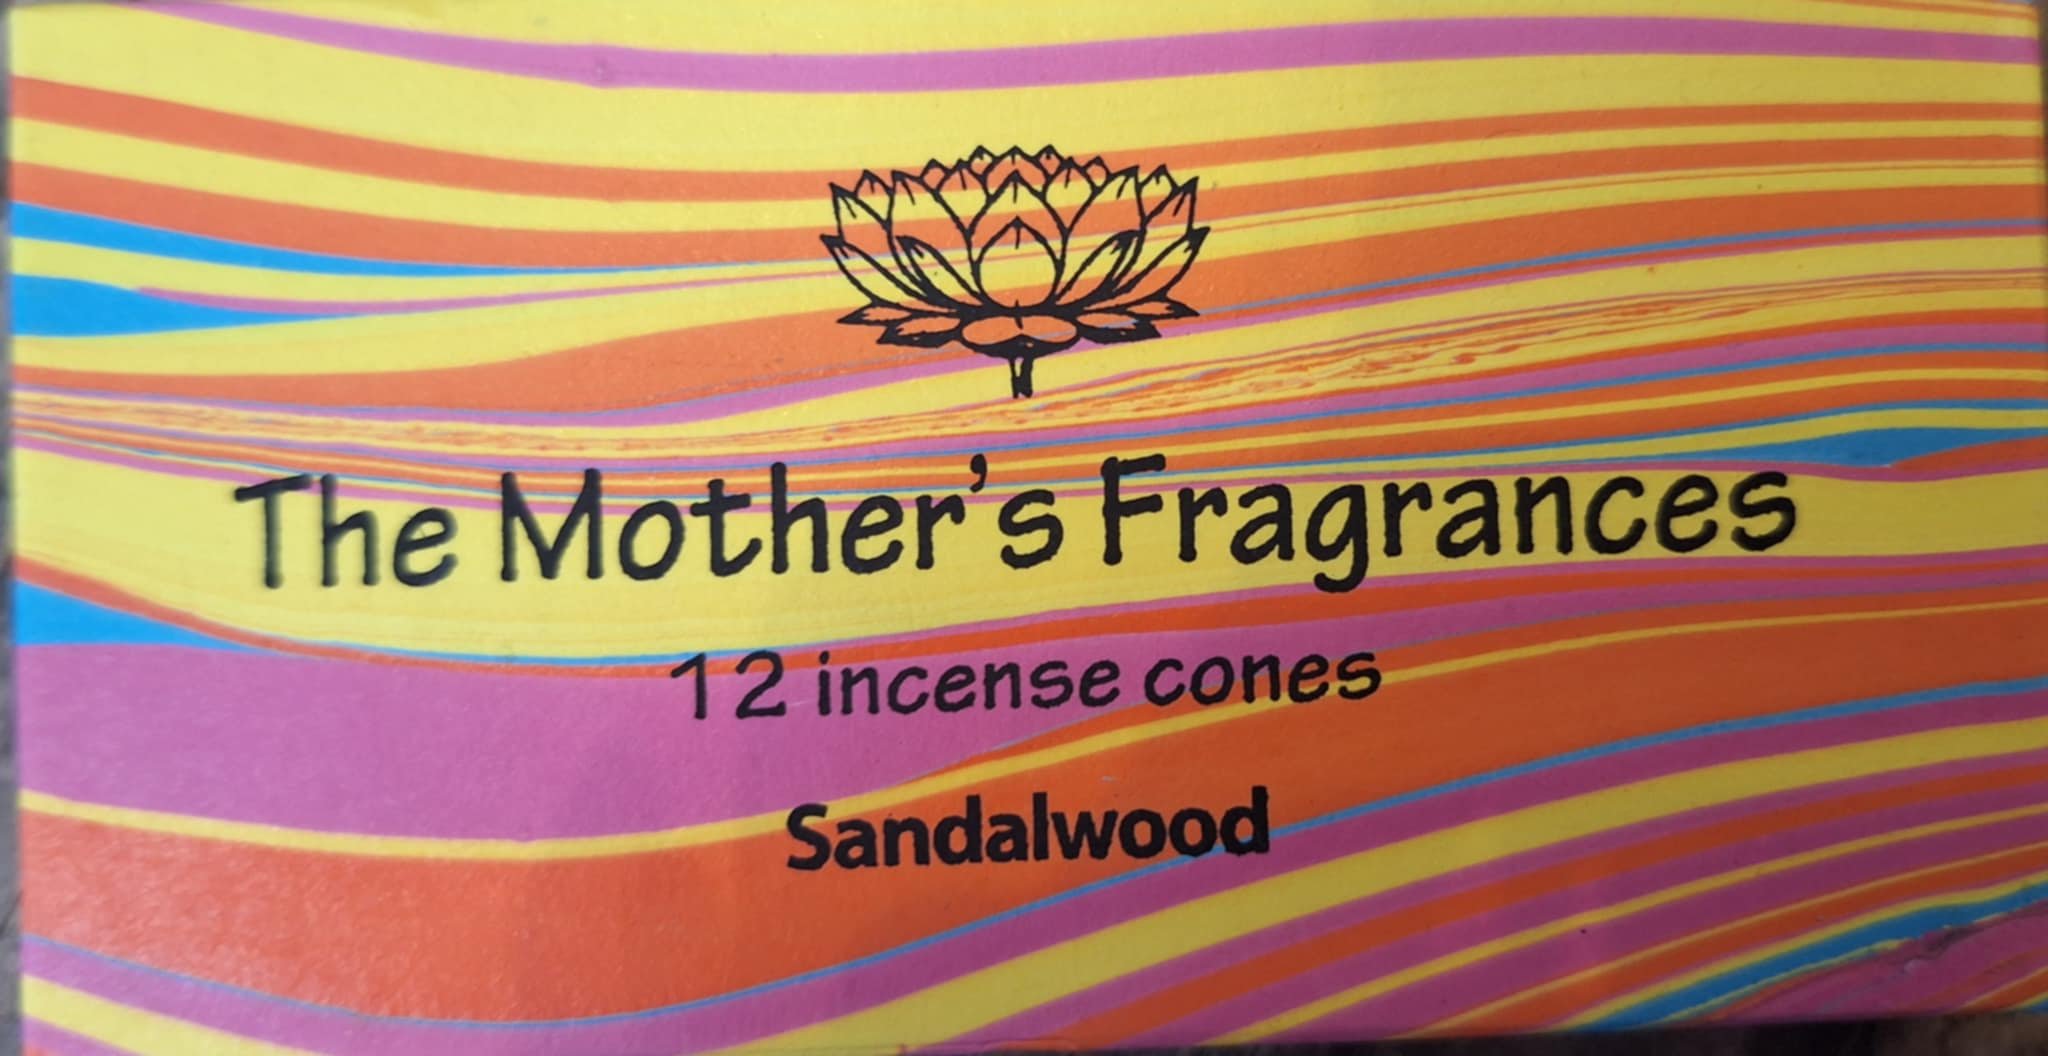 The Mother's Fragrances
12 incense cones
Sandalwood